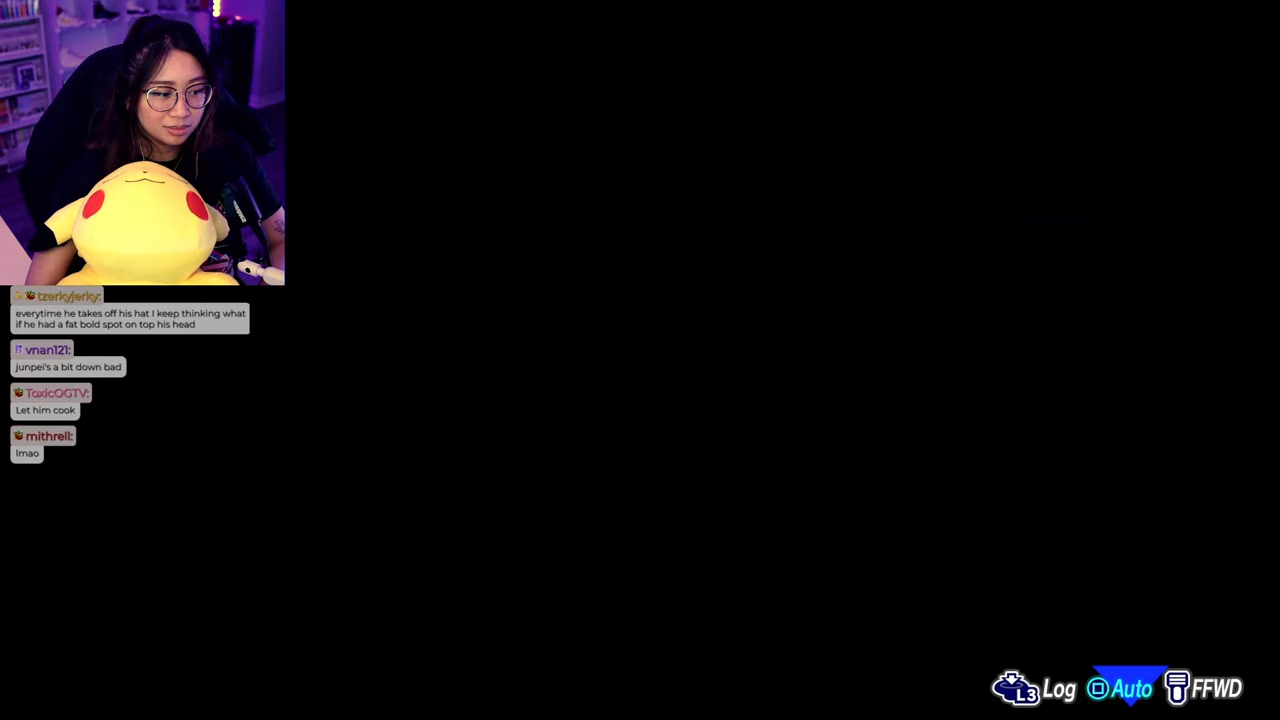 tzerkyjerky:
everytime he takes off his hat I keep thinking what
if he had a fat bold spot on top his head
vnan121:
junpei's a bit down bad
ToxicOGTV:
Let him cook
mithrell:
lmao
L3 Log Auto FFWD